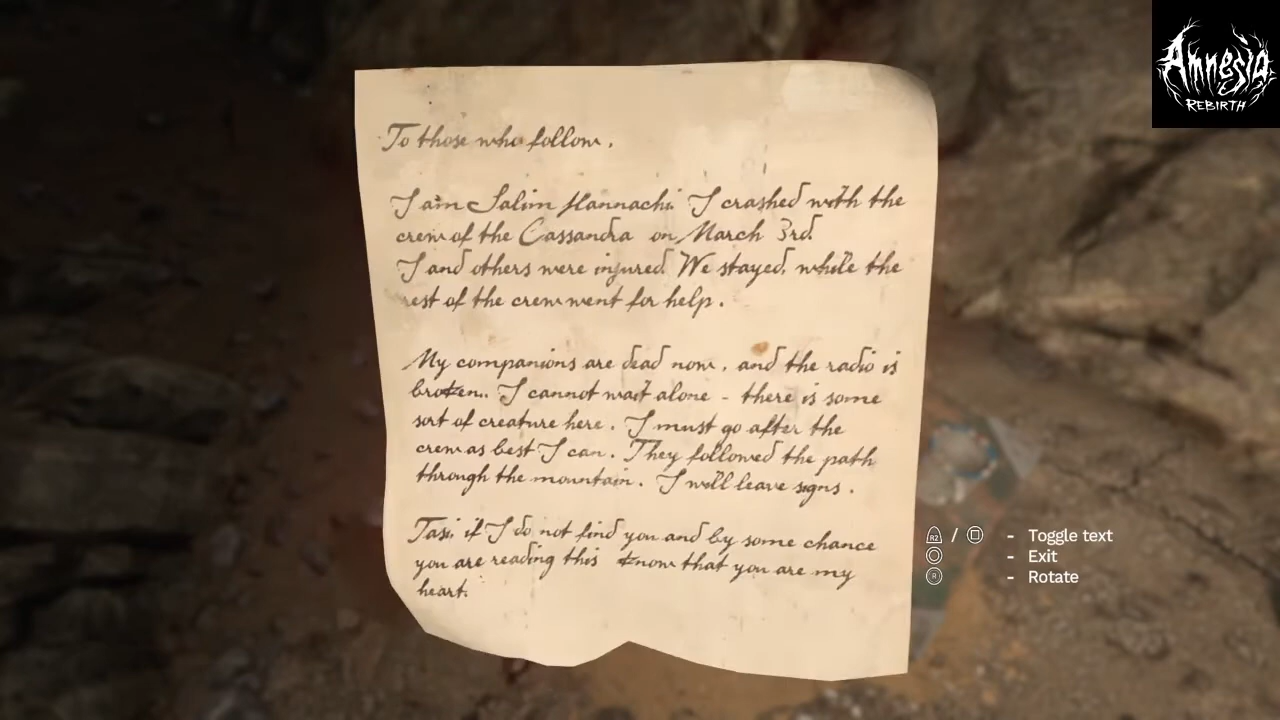 Amnesia
REBIRTH
To those who follow,
I am Salim Hannachi. I crashed with the
crew of the Cassandra on March 3rd.
I and others were injured. We stayed, while the
rest of the crew went for help.
My companions are dead now, and the radio is
broken. I cannot wait alone - there is some
sort of creature here. I must go after the
crew as best I can. They followed the path
through the mountain. I will leave signs.
Tasi, if I do not find you and by some chance
you are reading this know that you are my
heart.
R2 / - Toggle text
- Exit
R - Rotate